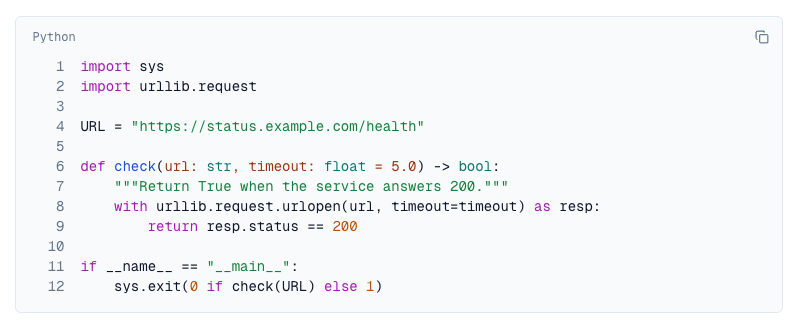 Python
1 import sys
2 import urllib.request
3
4 URL = "https://status.example.com/health"
5
6 def check(url: str, timeout: float = 5.0) -> bool:
7     """Return True when the service answers 200."""
8     with urllib.request.urlopen(url, timeout=timeout) as resp:
9         return resp.status == 200
10
11 if __name__ == "__main__":
12     sys.exit(0 if check(URL) else 1)